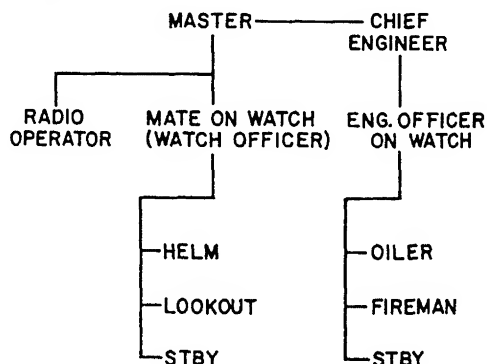 MASTER
CHIEF
ENGINEER
RADIO
OPERATOR
MATE ON WATCH
(WATCH OFFICER)
ENG. OFFICER
ON WATCH
HELM
LOOKOUT
STBY
OILER
FIREMAN
STBY